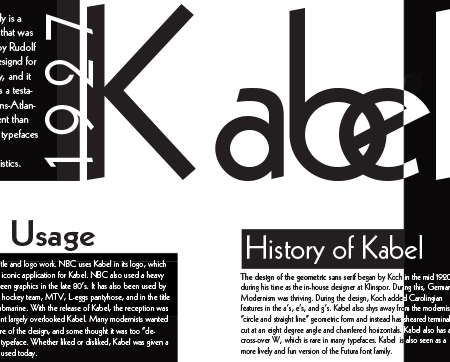 ly is a
that was
by Rudolf
designd for
y, and it
s a testa-
ns-Atlan-
ent than
typefaces
istics.
1927
Kabel
Usage
title and logo work. NBC uses Kabel in its logo, which
iconic application for Kabel. NBC also used a heavy
een graphics in the late 80's. It has also been used by
hockey team, MTV, L-eggs pantyhose, and in the title
ubmarine. With the release of Kabel, the reception was
nt largely overlooked Kabel. Many modernists wanted
re of the design, and some thought it was too "de-
typeface. Whether liked or disliked, Kabel was given a
used today.
History of Kabel
The design of the geometric sans serif began by Koch in the mid 1920
during his time as the in-house designer at Klinspor. During this, German
Modernism was thriving. During the design, Koch added Carolingian
features in the a's, e's, and g's. Kabel also shys away from the modernis
"circle and straight line" geometric form and instead has sheared terminal
cut at an eight degree angle and chamfered hoizontals. Kabel also has a
cross-over W, which is rare in many typefaces. Kabel is also seen as a
more lively and fun version of the Futura font family.